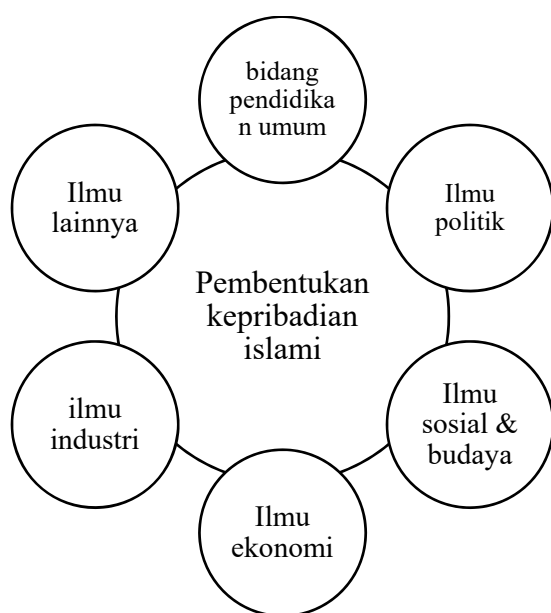 bidang
pendidika
n umum
Ilmu
lainnya
Ilmu
politik
Pembentukan
kepribadian
islami
ilmu
industri
Ilmu
sosial &
budaya
Ilmu
ekonomi